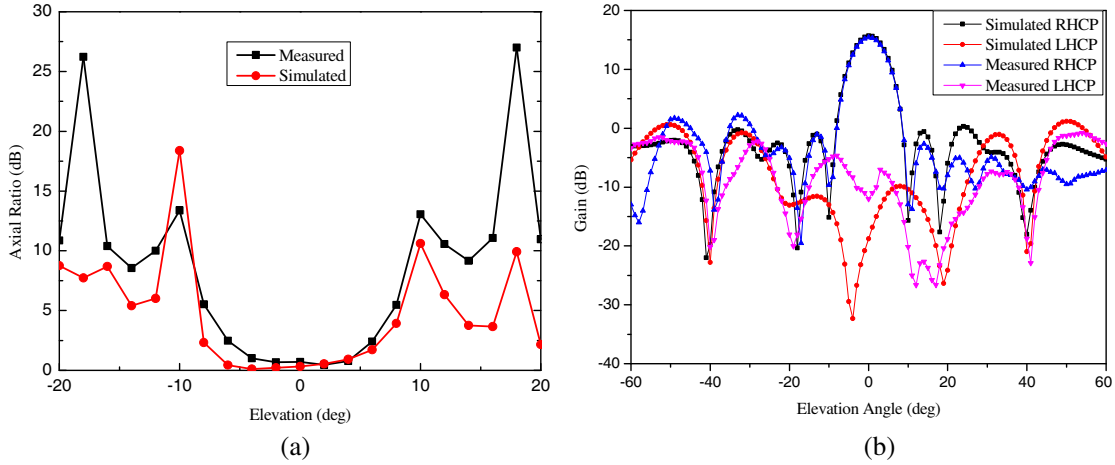 30
25
20
15
10
5
0
Axial Ratio (dB)
Measured
Simulated
-20
-10
0
10
20
Elevation (deg)
(a)
20
10
0
-10
-20
-30
-40
Gain (dB)
Simulated RHCP
Simulated LHCP
Measured RHCP
Measured LHCP
-60
-40
-20
0
20
40
60
Elevation Angle (deg)
(b)